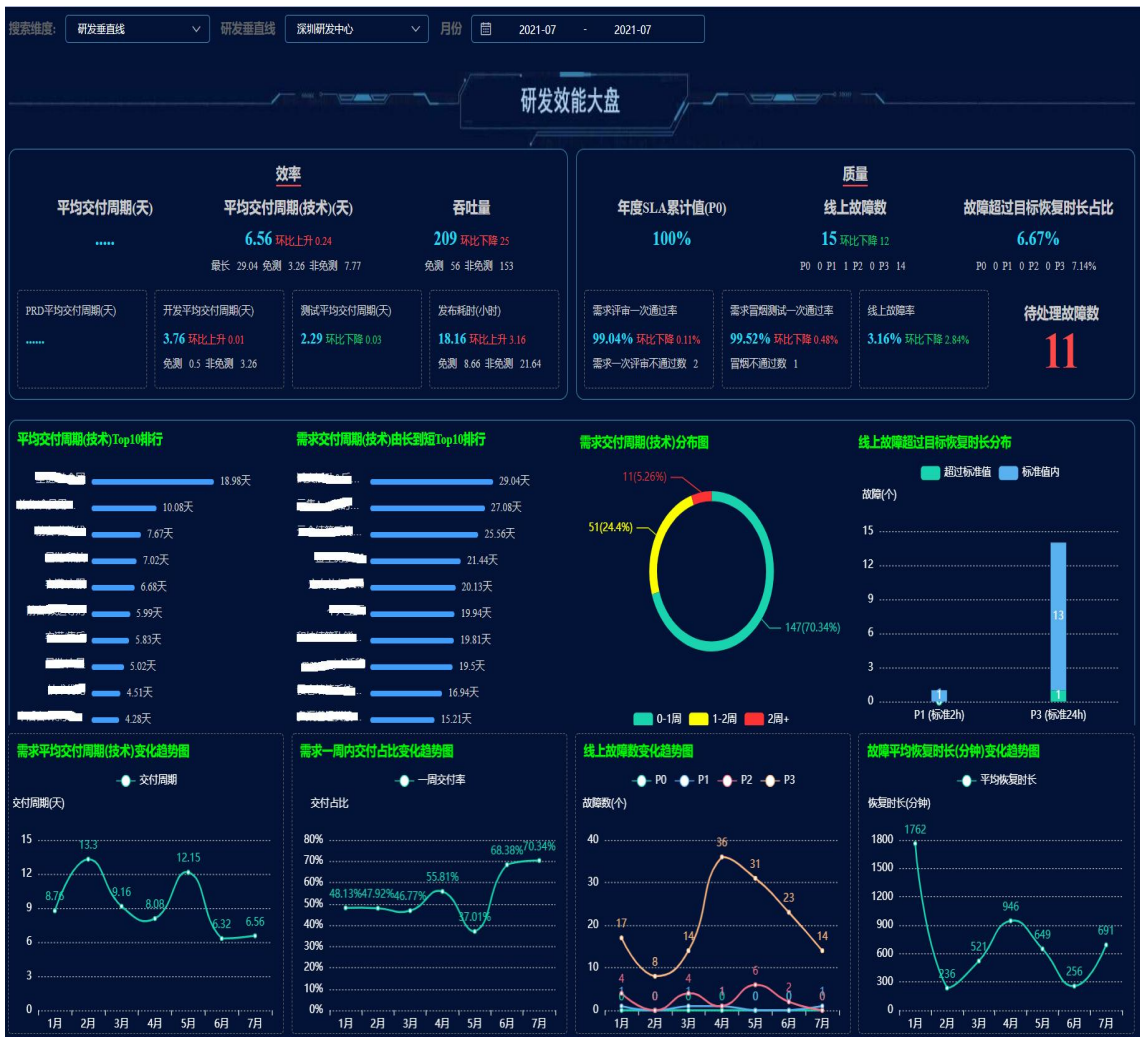 搜索维度: 研发垂直线 研发垂直线 深圳研发中心 月份 2021-07 - 2021-07
研发效能大盘
效率
平均交付周期(天) 平均交付周期(技术)(天) 吞吐量
..... 6.56 环比上升 0.24 209 环比下降 25
最长 29.04 免测 3.26 非免测 7.77 免测 56 非免测 153
PRD平均交付周期(天) 开发平均交付周期(天) 测试平均交付周期(天) 发布耗时(小时)
...... 3.76 环比上升 0.01 2.29 环比下降 0.03 18.16 环比上升 3.16
免测 0.5 非免测 3.26 免测 8.66 非免测 21.64
质量
年度SLA累计值(P0) 线上故障数 故障超过目标恢复时长占比
100% 15 环比下降 12 6.67%
P0 0 P1 1 P2 0 P3 14 P0 0 P1 0 P2 0 P3 7.14%
需求评审一次通过率 需求冒烟测试一次通过率 线上故障率 待处理故障数
99.04% 环比下降 0.11% 99.52% 环比下降 0.48% 3.16% 环比下降 2.84% 11
需求一次评审不通过数 2 冒烟不通过数 1
平均交付周期(技术)Top10排行
18.98天
10.08天
7.67天
7.02天
6.68天
5.99天
5.83天
5.02天
4.51天
4.28天
需求交付周期(技术)由长到短Top10排行
29.04天
27.08天
25.56天
21.44天
20.13天
19.94天
19.81天
19.5天
16.94天
15.21天
需求交付周期(技术)分布图
11(5.26%)
51(24.4%)
147(70.34%)
0-1周 1-2周 2周+
线上故障超过目标恢复时长分布
超过标准值 标准值内
故障(个)
15
12
9
13
6
3
0 1 1
P1 (标准2h) P3 (标准24h)
需求平均交付周期(技术)变化趋势图
交付周期
交付周期(天)
15
13.3 12.15
12
8.76 9.16 8.08
9
6.32 6.56
6
3
0
1月 2月 3月 4月 5月 6月 7月
需求一周内交付占比变化趋势图
一周交付率
交付占比
80%
68.38% 70.34%
70%
60%
55.81%
48.13% 47.92% 46.77%
50%
37.01%
40%
30%
20%
10%
0%
1月 2月 3月 4月 5月 6月 7月
线上故障数变化趋势图
P0 P1 P2 P3
故障数(个)
40
36
31
30
23
20
17 14 14
8
10
4 4 1 6 2
1 0 1 0 0 1
0
1月 2月 3月 4月 5月 6月 7月
故障平均恢复时长(分钟)变化趋势图
平均恢复时长
恢复时长(分钟)
1762
1800
1500
1200
946
900
521 649 691
600
236 256
300
0
1月 2月 3月 4月 5月 6月 7月